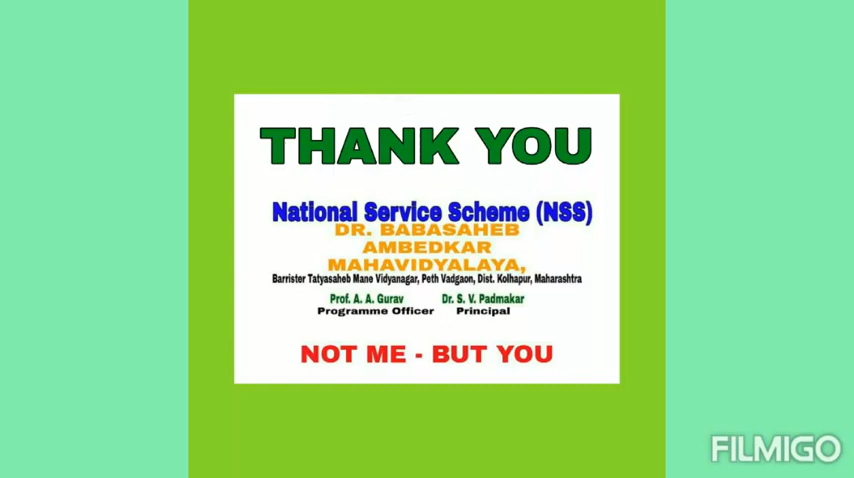 THANK YOU
National Service Scheme (NSS)
DR. BABASAHEB
AMBEDKAR
MAHAVIDYALAYA,
Barrister Tatyasaheb Mane Vidyanagar, Peth Vadgaon, Dist. Kolhapur, Maharashtra
Prof. A. A. Gurav Dr. S. V. Padmakar
Programme Officer Principal
NOT ME - BUT YOU
FILMIGO